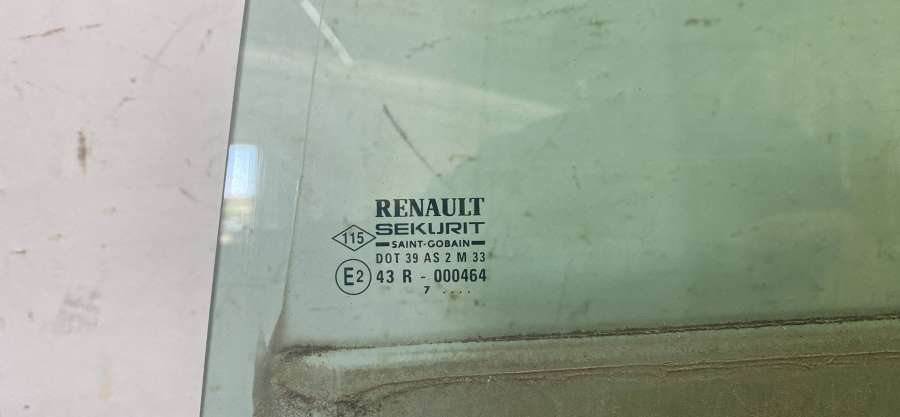 RENAULT
115 SEKURIT
SAINT-GOBAIN
DOT 39 AS 2 M 33
E2 43 R - 000464
7 ....